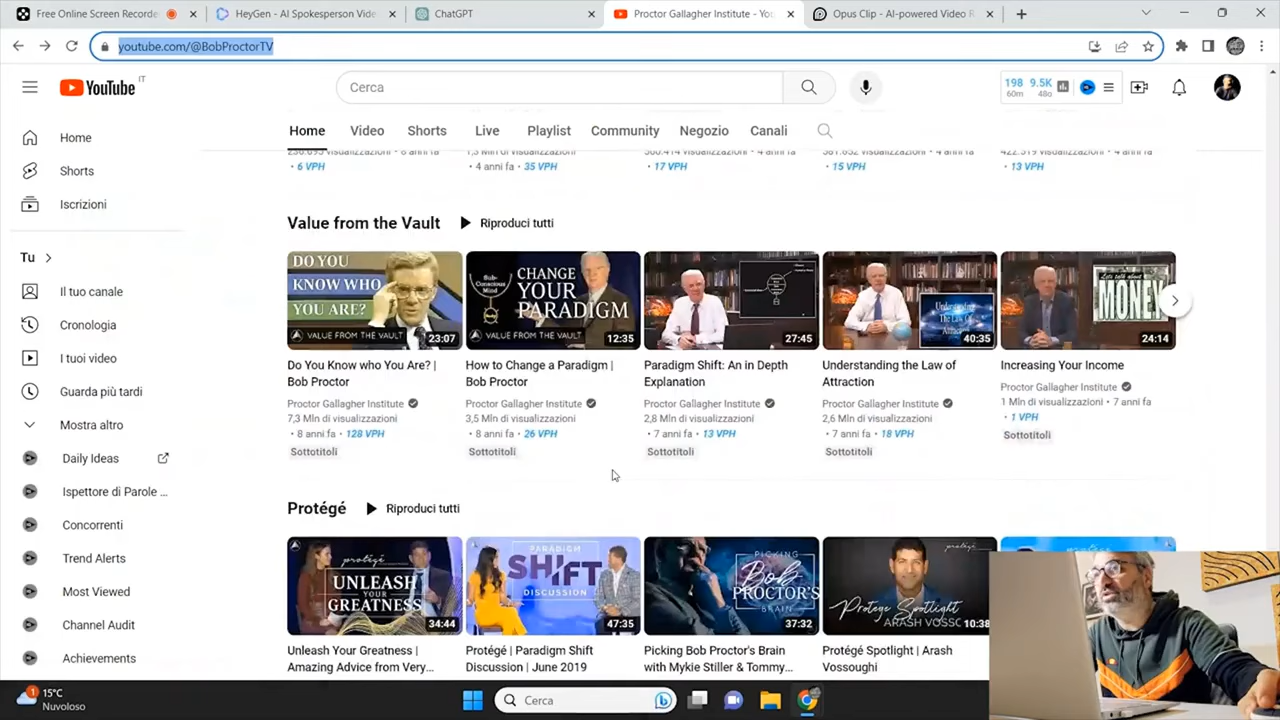 Free Online Screen Recorde
HeyGen - AI Spokesperson Vide
ChatGPT
Proctor Gallagher Institute - You
Opus Clip - AI-powered Video R
youtube.com/@BobProctorTV
YouTube IT
Cerca
198 9.5K
60m 48o
Home Video Shorts Live Playlist Community Negozio Canali
Home
Shorts
Iscrizioni
Tu
Il tuo canale
Cronologia
I tuoi video
Guarda più tardi
Mostra altro
Daily Ideas
Ispettore di Parole ...
Concorrenti
Trend Alerts
Most Viewed
Channel Audit
Achievements
• 6 VPH
• 4 anni fa • 35 VPH
• 17 VPH
• 15 VPH
• 13 VPH
Value from the Vault
Riproduci tutti
DO YOU
KNOW WHO
YOU ARE?
VALUE FROM THE VAULT
23:07
Do You Know who You Are? |
Bob Proctor
Proctor Gallagher Institute
7,3 Mln di visualizzazioni
• 8 anni fa • 128 VPH
Sottotitoli
Sub-
Conscious
Mind
CHANGE
YOUR
PARADIGM
VALUE FROM THE VAULT
12:35
How to Change a Paradigm |
Bob Proctor
Proctor Gallagher Institute
3,5 Mln di visualizzazioni
• 8 anni fa • 26 VPH
Sottotitoli
27:45
Paradigm Shift: An in Depth
Explanation
Proctor Gallagher Institute
2,8 Mln di visualizzazioni
• 7 anni fa • 13 VPH
Sottotitoli
Understanding
The Law Of
40:35
Understanding the Law of
Attraction
Proctor Gallagher Institute
2,6 Mln di visualizzazioni
• 7 anni fa • 18 VPH
Sottotitoli
Let's talk about
MONEY
24:14
Increasing Your Income
Proctor Gallagher Institute
1 Mln di visualizzazioni • 7 anni fa
• 1 VPH
Sottotitoli
Protégé
Riproduci tutti
protégé
UNLEASH
YOUR
GREATNESS
34:44
Unleash Your Greatness |
Amazing Advice from Very...
PARADIGM
SHIFT
DISCUSSION
47:35
Protégé | Paradigm Shift
Discussion | June 2019
PICKING
Bob
PROCTOR'S
BRAIN
37:32
Picking Bob Proctor's Brain
with Mykie Stiller & Tommy...
protégé
Protege Spotlight
ARASH VOSSO
10:38
Protégé Spotlight | Arash
Vossoughi
1
15°C
Nuvoloso
Cerca